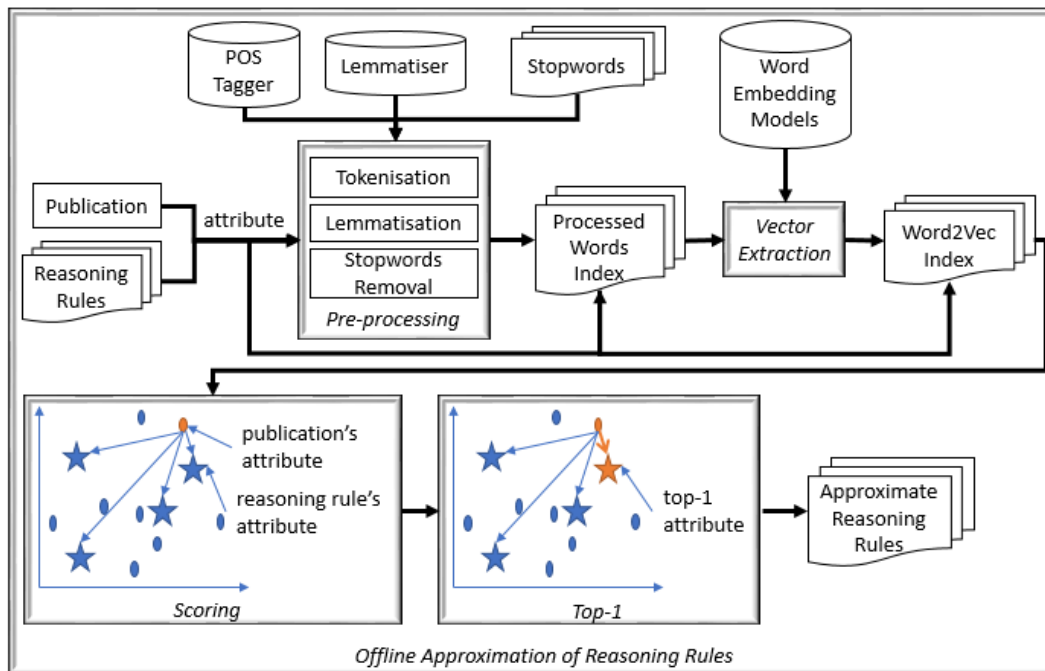 POS
Tagger
Lemmatiser
Stopwords
Word
Embedding
Models
Publication
Reasoning
Rules
attribute
Tokenisation
Lemmatisation
Stopwords
Removal
Pre-processing
Processed
Words
Index
Vector
Extraction
Word2Vec
Index
publication's
attribute
reasoning rule's
attribute
Scoring
top-1
attribute
Top-1
Approximate
Reasoning
Rules
Offline Approximation of Reasoning Rules